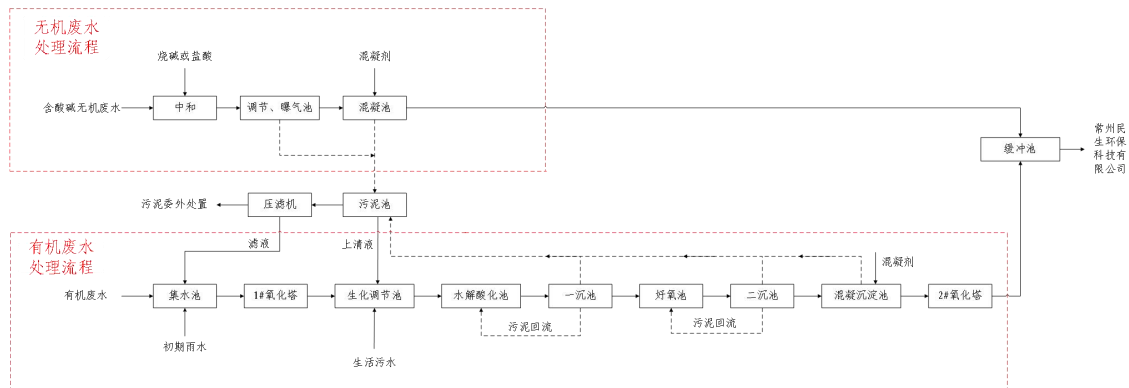 无机废水
处理流程
烧碱或盐酸
混凝剂
含酸碱无机废水
中和
调节、曝气池
混凝池
缓冲池
常州民
生环保
科技有
限公司
污泥委外处置
压滤机
污泥池
有机废水
处理流程
滤液
上清液
混凝剂
有机废水
集水池
1#氧化塔
生化调节池
水解酸化池
一沉池
好氧池
二沉池
混凝沉淀池
2#氧化塔
污泥回流
污泥回流
初期雨水
生活污水